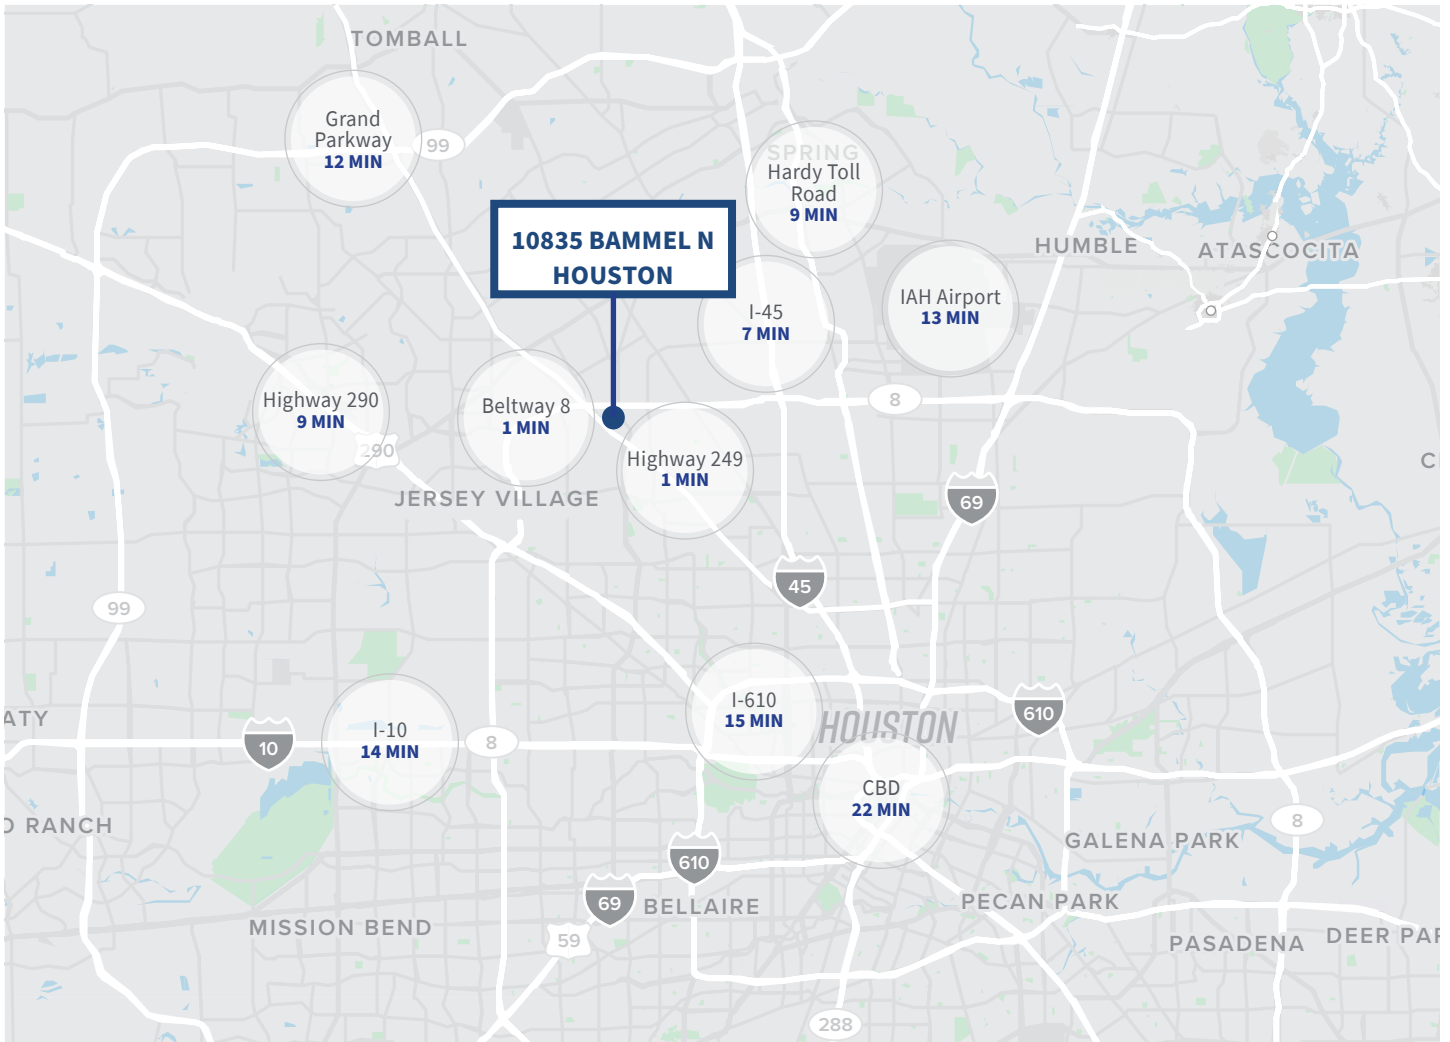 TOMBALL
Grand
Parkway
12 MIN
99
SPRING
Hardy Toll
Road
9 MIN
10835 BAMMEL N
HOUSTON
HUMBLE
ATASCOCITA
I-45
7 MIN
IAH Airport
13 MIN
Highway 290
9 MIN
290
Beltway 8
1 MIN
8
Highway 249
1 MIN
JERSEY VILLAGE
69
45
99
I-610
15 MIN
HOUSTON
610
ATY
10
I-10
14 MIN
8
CBD
22 MIN
O RANCH
GALENA PARK
8
610
69
BELLAIRE
PECAN PARK
MISSION BEND
59
PASADENA
DEER PAR
288